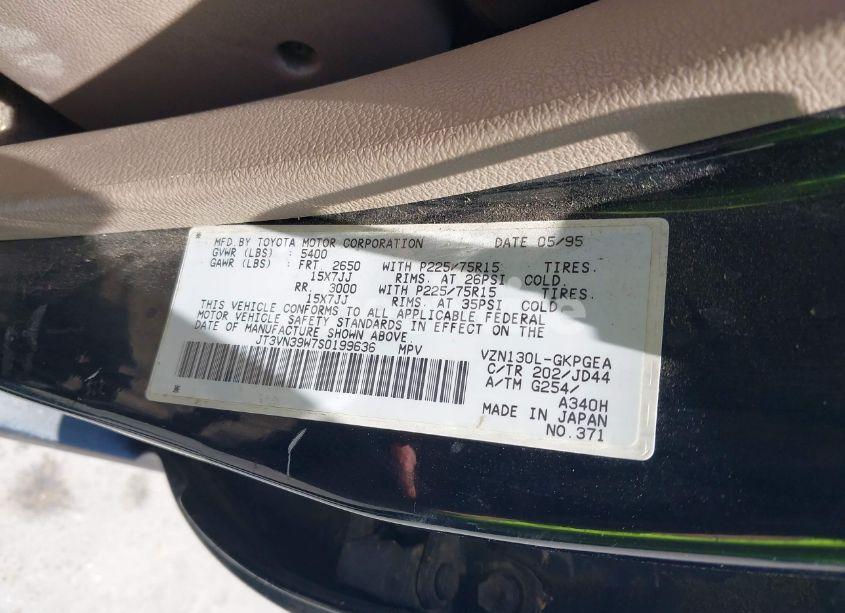 MFD.BY TOYOTA MOTOR CORPORATION DATE 05/95
GVWR (LBS) : 5400
GAWR (LBS) : FRT. 2650 WITH P225/75R15 TIRES.
15X7JJ RIMS. AT 26PSI COLD.
RR. 3000 WITH P225/75R15 TIRES.
15X7JJ RIMS. AT 35PSI COLD.
THIS VEHICLE CONFORMS TO ALL APPLICABLE FEDERAL
MOTOR VEHICLE SAFETY STANDARDS IN EFFECT ON THE
DATE OF MANUFACTURE SHOWN ABOVE.
JT3VN39W7S0199636 MPV
VZN130L-GKPGEA
C/TR 202/JD44
A/TM G254/
A340H
MADE IN JAPAN
NO.371